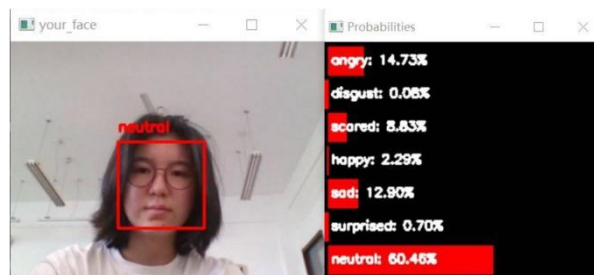 your_face
neutral
Probabilities
angry: 14.73%
disgust: 0.06%
scared: 8.83%
happy: 2.29%
sad: 12.90%
surprised: 0.70%
neutral: 60.46%